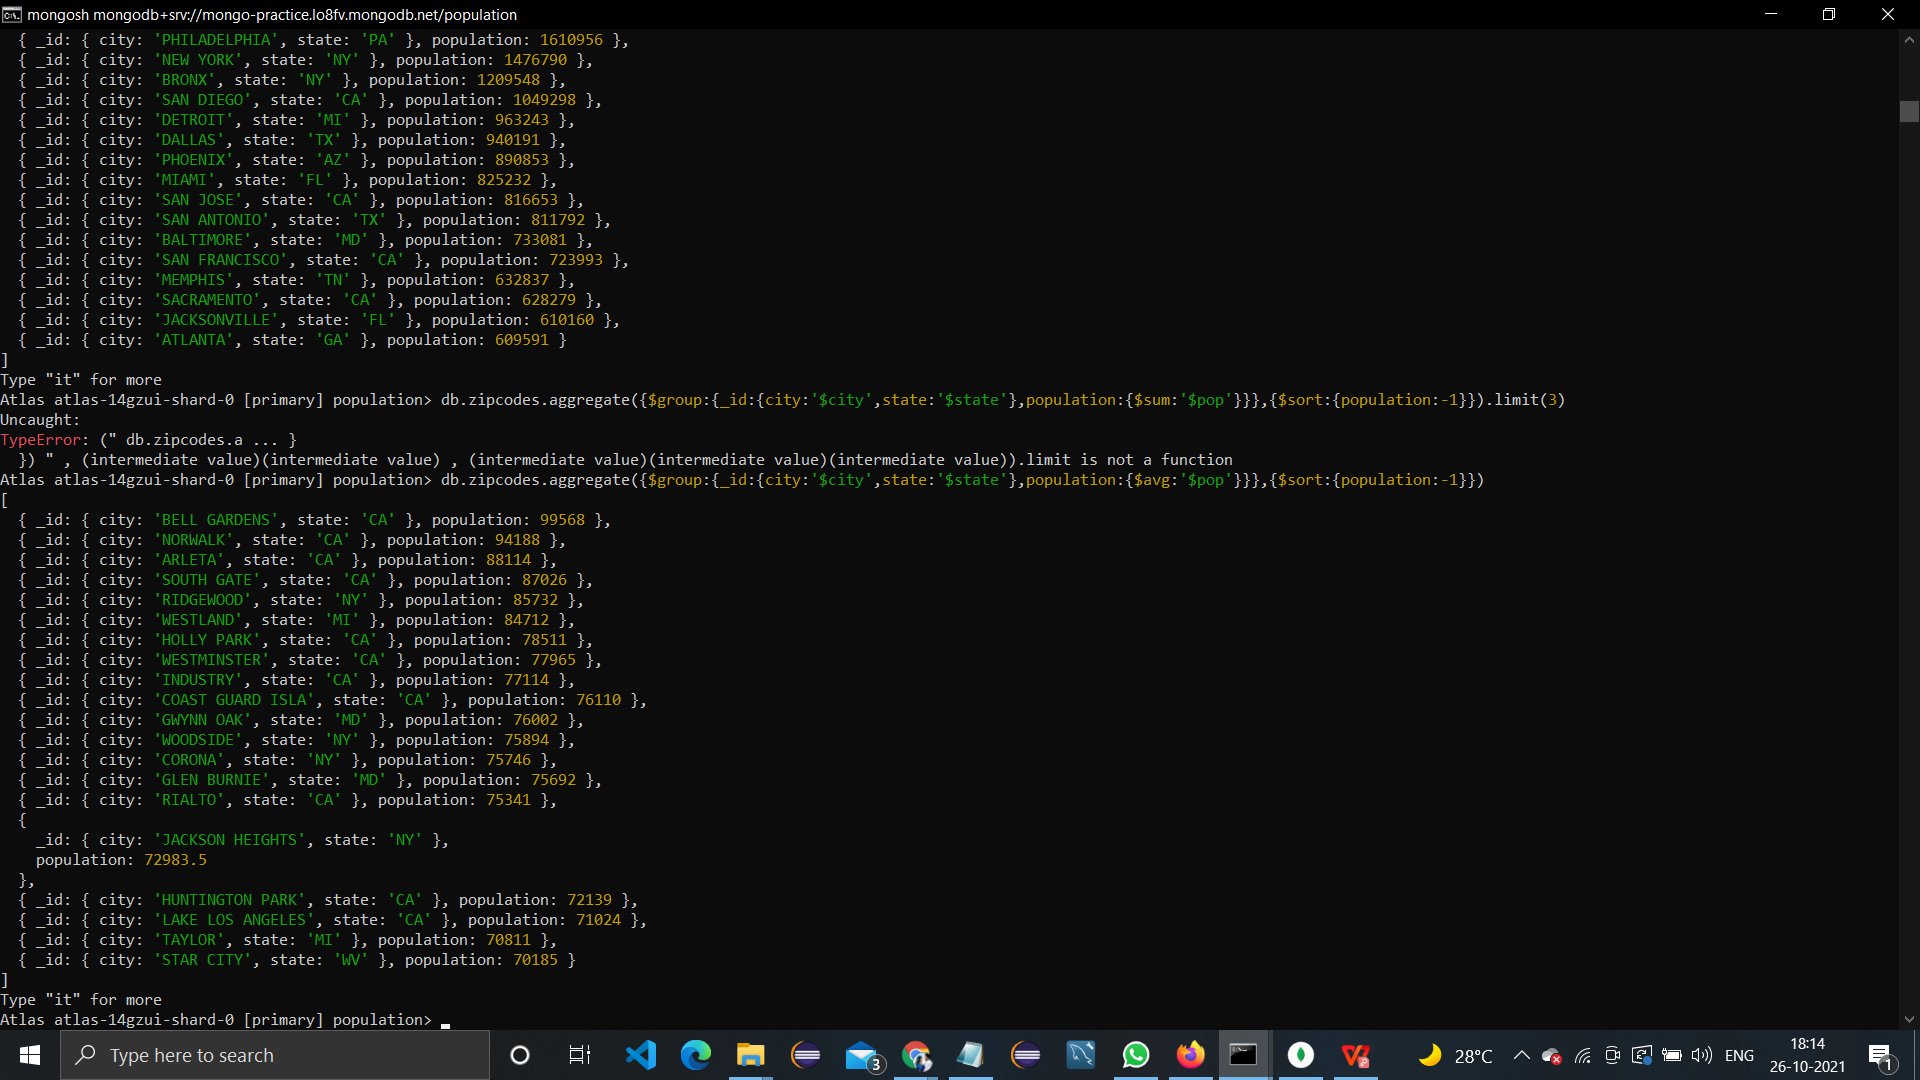 mongosh mongodb+srv://mongo-practice.lo8fv.mongodb.net/population
  { _id: { city: 'PHILADELPHIA', state: 'PA' }, population: 1610956 },
  { _id: { city: 'NEW YORK', state: 'NY' }, population: 1476790 },
  { _id: { city: 'BRONX', state: 'NY' }, population: 1209548 },
  { _id: { city: 'SAN DIEGO', state: 'CA' }, population: 1049298 },
  { _id: { city: 'DETROIT', state: 'MI' }, population: 963243 },
  { _id: { city: 'DALLAS', state: 'TX' }, population: 940191 },
  { _id: { city: 'PHOENIX', state: 'AZ' }, population: 890853 },
  { _id: { city: 'MIAMI', state: 'FL' }, population: 825232 },
  { _id: { city: 'SAN JOSE', state: 'CA' }, population: 816653 },
  { _id: { city: 'SAN ANTONIO', state: 'TX' }, population: 811792 },
  { _id: { city: 'BALTIMORE', state: 'MD' }, population: 733081 },
  { _id: { city: 'SAN FRANCISCO', state: 'CA' }, population: 723993 },
  { _id: { city: 'MEMPHIS', state: 'TN' }, population: 632837 },
  { _id: { city: 'SACRAMENTO', state: 'CA' }, population: 628279 },
  { _id: { city: 'JACKSONVILLE', state: 'FL' }, population: 610160 },
  { _id: { city: 'ATLANTA', state: 'GA' }, population: 609591 }
]
Type "it" for more
Atlas atlas-14gzui-shard-0 [primary] population> db.zipcodes.aggregate({$group:{_id:{city:'$city',state:'$state'},population:{$sum:'$pop'}}},{$sort:{population:-1}}).limit(3)
Uncaught:
TypeError: (" db.zipcodes.a ... }
  }) " , (intermediate value)(intermediate value) , (intermediate value)(intermediate value)(intermediate value)).limit is not a function
Atlas atlas-14gzui-shard-0 [primary] population> db.zipcodes.aggregate({$group:{_id:{city:'$city',state:'$state'},population:{$avg:'$pop'}}},{$sort:{population:-1}})
[
  { _id: { city: 'BELL GARDENS', state: 'CA' }, population: 99568 },
  { _id: { city: 'NORWALK', state: 'CA' }, population: 94188 },
  { _id: { city: 'ARLETA', state: 'CA' }, population: 88114 },
  { _id: { city: 'SOUTH GATE', state: 'CA' }, population: 87026 },
  { _id: { city: 'RIDGEWOOD', state: 'NY' }, population: 85732 },
  { _id: { city: 'WESTLAND', state: 'MI' }, population: 84712 },
  { _id: { city: 'HOLLY PARK', state: 'CA' }, population: 78511 },
  { _id: { city: 'WESTMINSTER', state: 'CA' }, population: 77965 },
  { _id: { city: 'INDUSTRY', state: 'CA' }, population: 77114 },
  { _id: { city: 'COAST GUARD ISLA', state: 'CA' }, population: 76110 },
  { _id: { city: 'GWYNN OAK', state: 'MD' }, population: 76002 },
  { _id: { city: 'WOODSIDE', state: 'NY' }, population: 75894 },
  { _id: { city: 'CORONA', state: 'NY' }, population: 75746 },
  { _id: { city: 'GLEN BURNIE', state: 'MD' }, population: 75692 },
  { _id: { city: 'RIALTO', state: 'CA' }, population: 75341 },
  {
    _id: { city: 'JACKSON HEIGHTS', state: 'NY' },
    population: 72983.5
  },
  { _id: { city: 'HUNTINGTON PARK', state: 'CA' }, population: 72139 },
  { _id: { city: 'LAKE LOS ANGELES', state: 'CA' }, population: 71024 },
  { _id: { city: 'TAYLOR', state: 'MI' }, population: 70811 },
  { _id: { city: 'STAR CITY', state: 'WV' }, population: 70185 }
]
Type "it" for more
Atlas atlas-14gzui-shard-0 [primary] population>
Type here to search
3
28°C
ENG
18:14
26-10-2021
1